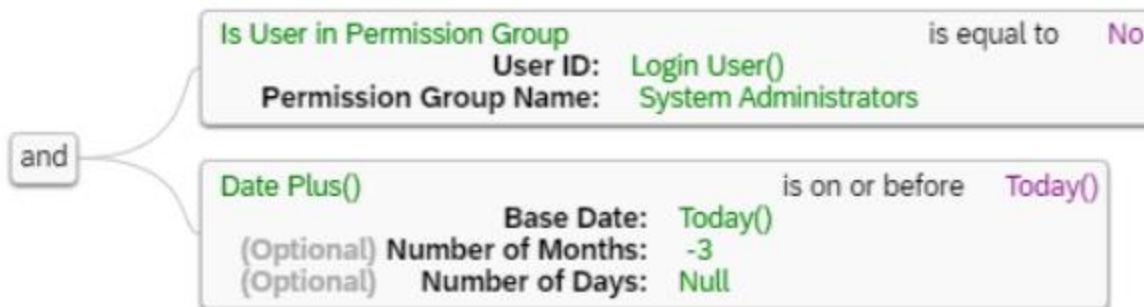 Is User in Permission Group is equal to No
User ID: Login User()
Permission Group Name: System Administrators
and
Date Plus() is on or before Today()
Base Date: Today()
(Optional) Number of Months: -3
(Optional) Number of Days: Null